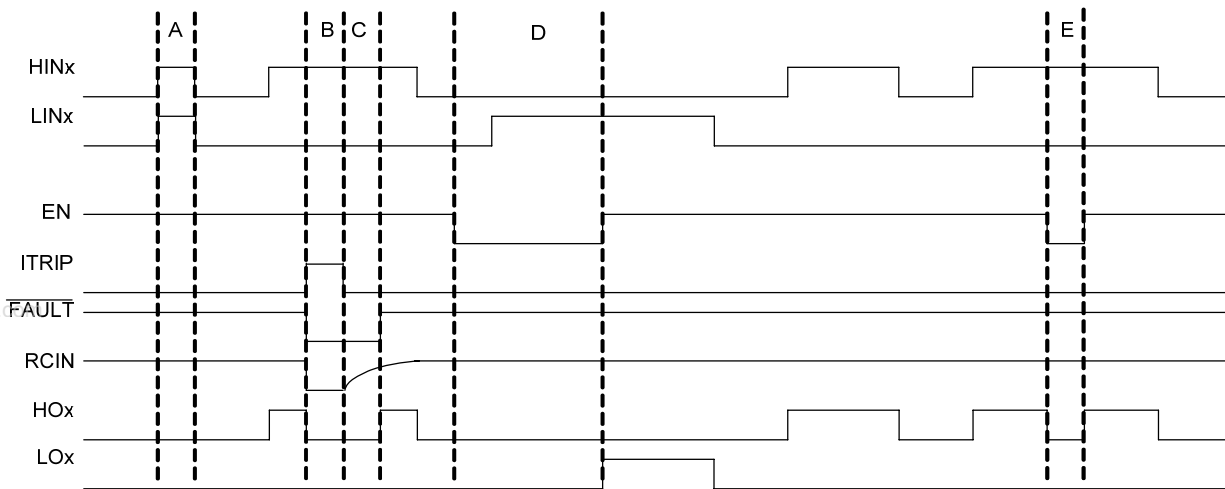 A B C D E
HINx
LINx
EN
ITRIP
FAULT
RCIN
HOx
LOx